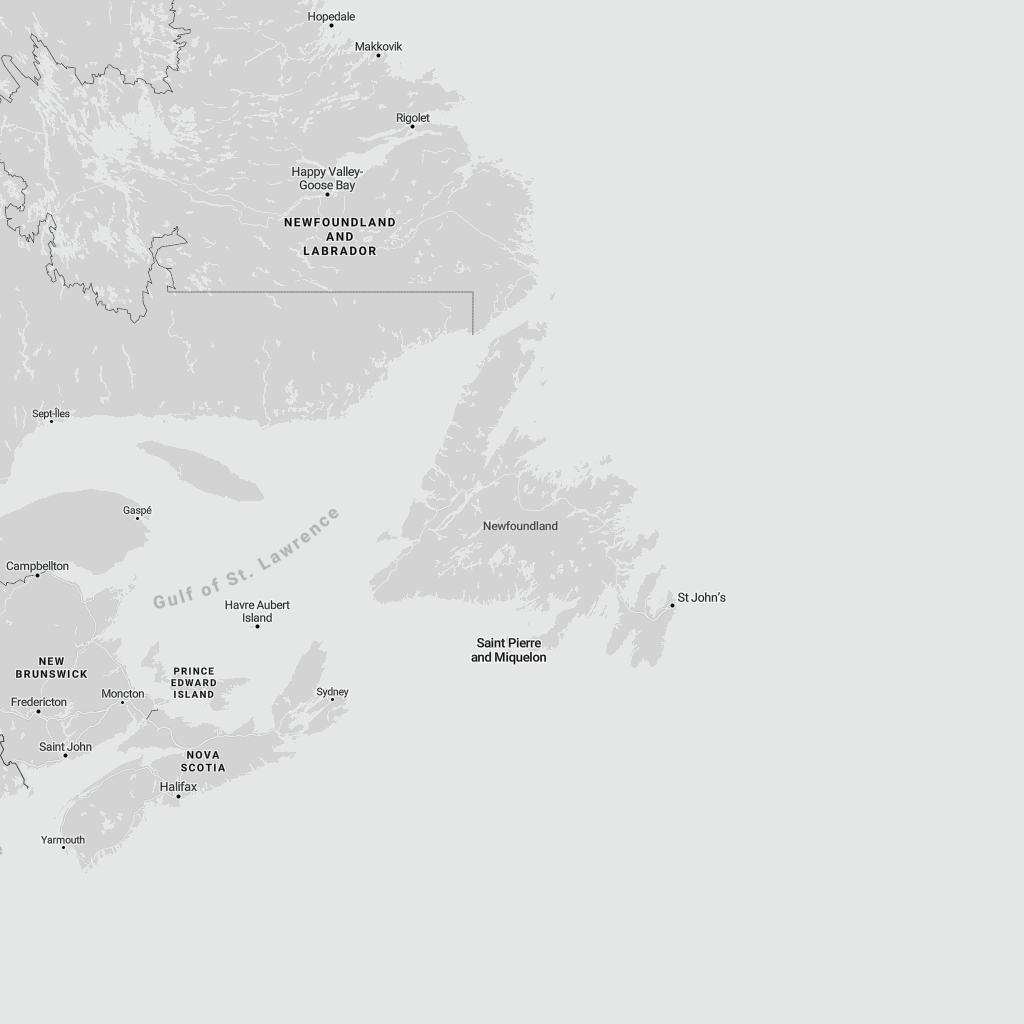 Hopedale
Makkovik
Rigolet
Happy Valley-
Goose Bay
NEWFOUNDLAND
AND
LABRADOR
Sept-Îles
Gaspé
Gulf of St. Lawrence
Newfoundland
Campbellton
Havre Aubert
Island
St John's
Saint Pierre
and Miquelon
NEW
BRUNSWICK
PRINCE
EDWARD
ISLAND
Moncton
Sydney
Fredericton
Saint John
NOVA
SCOTIA
Halifax
Yarmouth